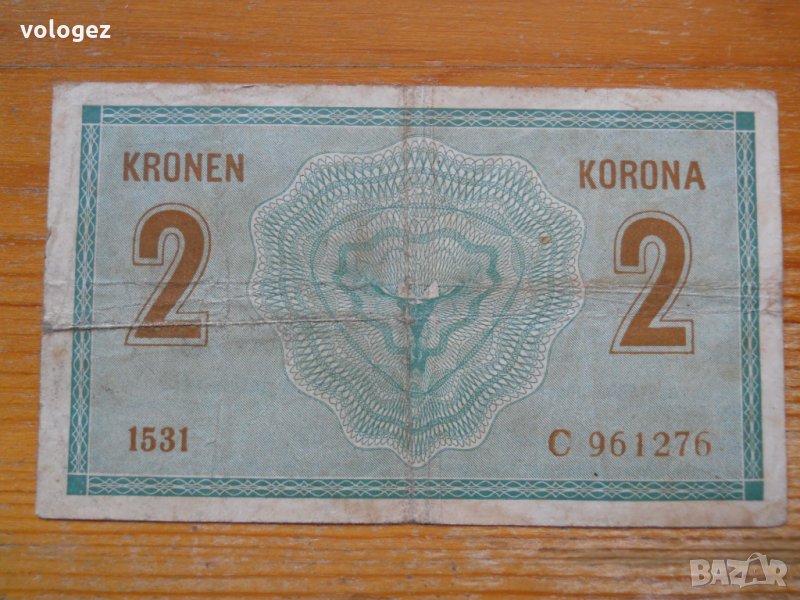 vologez
KRONEN KORONA
2 2
1531 C 961276
BAZAR